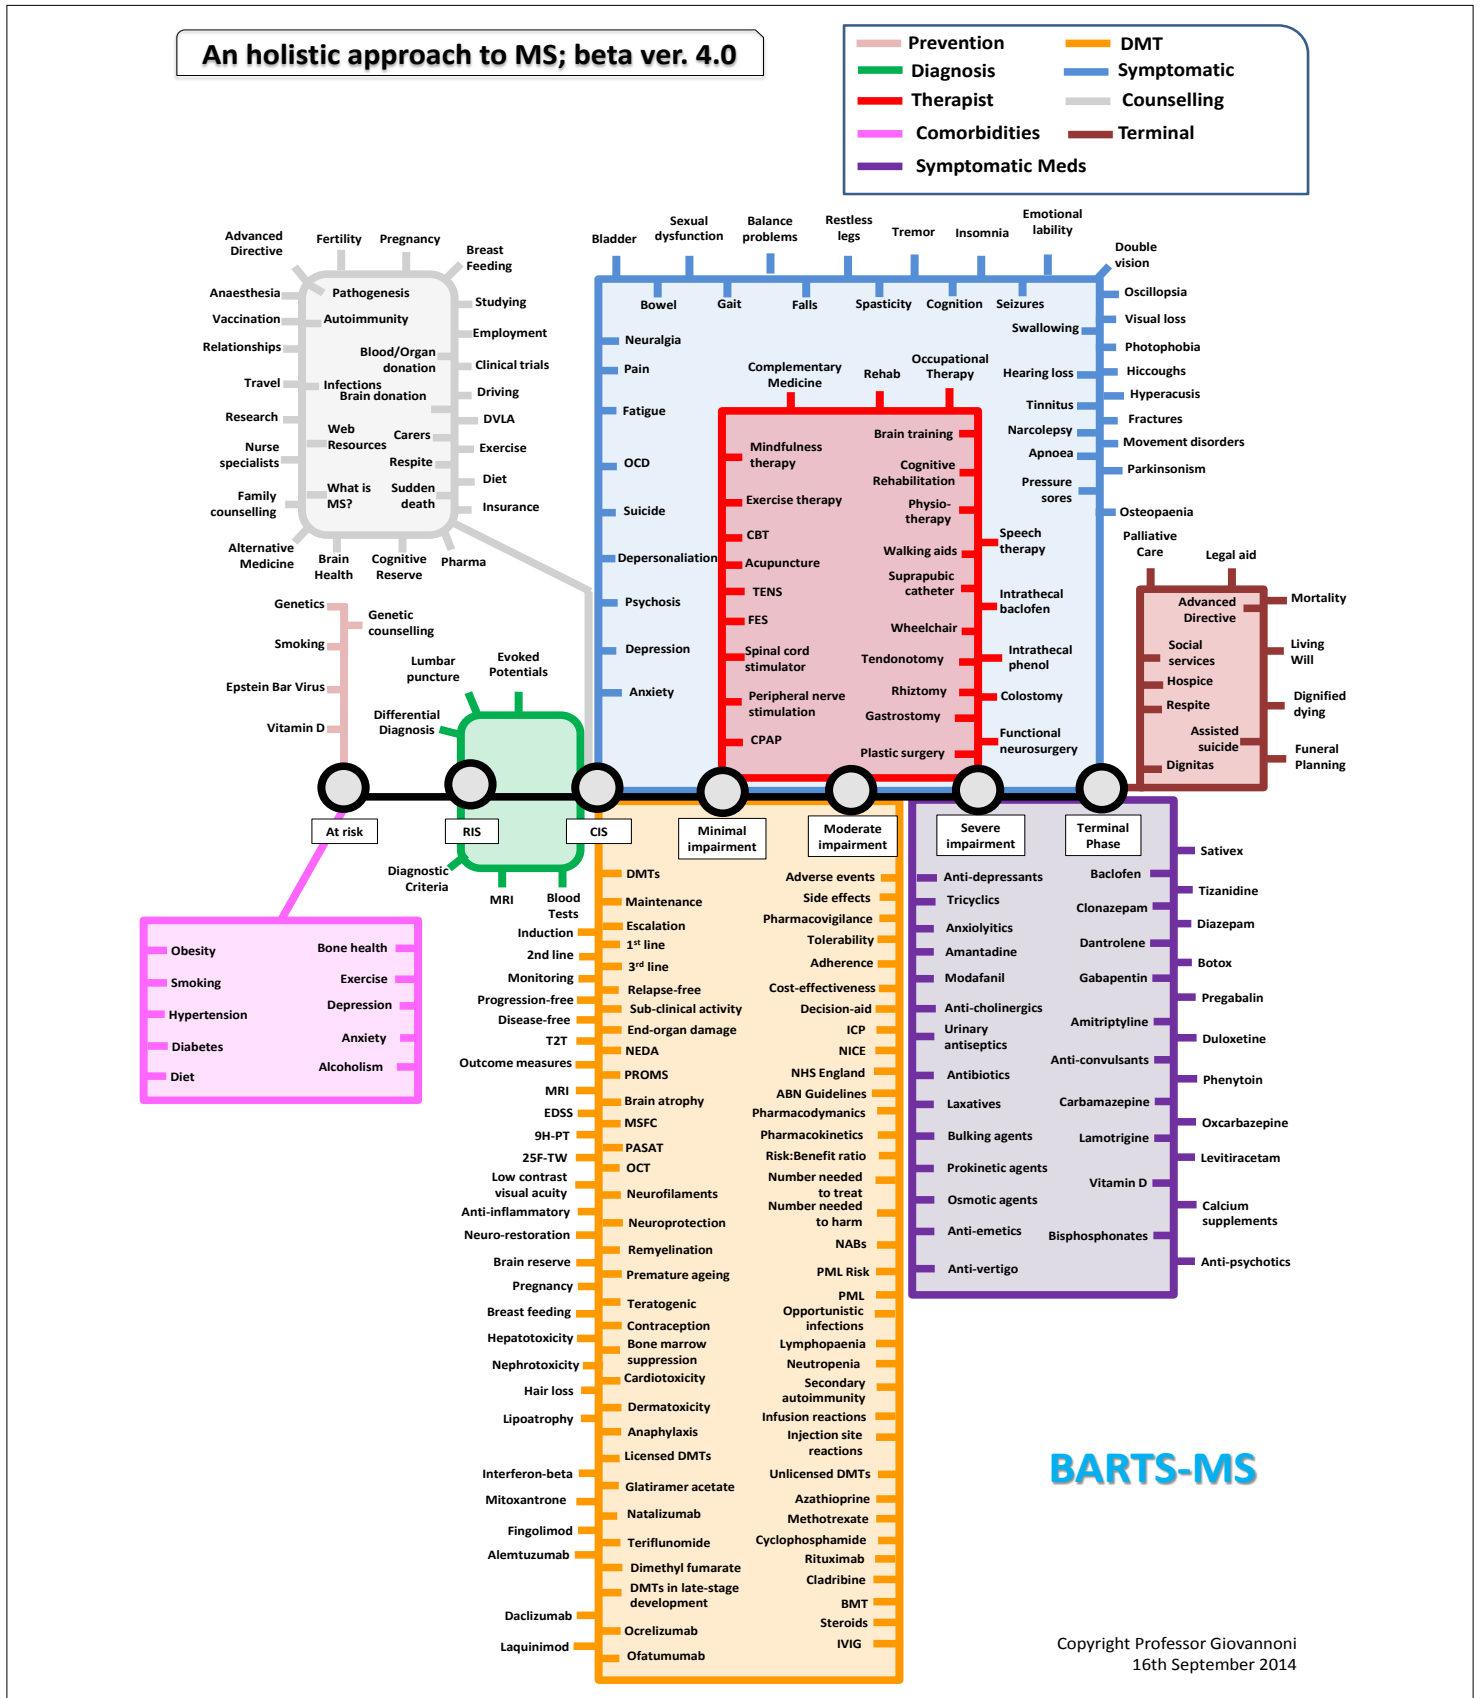 An holistic approach to MS; beta ver. 4.0
Prevention
DMT
Diagnosis
Symptomatic
Therapist
Counselling
Comorbidities
Terminal
Symptomatic Meds
Advanced
Directive
Fertility
Pregnancy
Breast
Feeding
Anaesthesia
Vaccination
Relationships
Travel
Research
Nurse
specialists
Family
counselling
Alternative
Medicine
Brain
Health
Cognitive
Reserve
Pharma
Pathogenesis
Autoimmunity
Blood/Organ
donation
Infections
Brain donation
Web
Resources
Carers
Respite
What is
MS?
Sudden
death
Studying
Employment
Clinical trials
Driving
DVLA
Exercise
Diet
Insurance
Bladder
Sexual
dysfunction
Balance
problems
Restless
legs
Tremor
Insomnia
Emotional
lability
Double
vision
Bowel
Gait
Falls
Spasticity
Cognition
Seizures
Swallowing
Hearing loss
Tinnitus
Narcolepsy
Apnoea
Pressure
sores
Oscillopsia
Visual loss
Photophobia
Hiccoughs
Hyperacusis
Fractures
Movement disorders
Parkinsonism
Osteopaenia
Neuralgia
Pain
Fatigue
OCD
Suicide
Depersonaliation
Psychosis
Depression
Anxiety
Complementary
Medicine
Rehab
Occupational
Therapy
Mindfulness
therapy
Exercise therapy
CBT
Acupuncture
TENS
FES
Spinal cord
stimulator
Peripheral nerve
stimulation
CPAP
Brain training
Cognitive
Rehabilitation
Physio-
therapy
Walking aids
Suprapubic
catheter
Wheelchair
Tendonotomy
Rhiztomy
Gastrostomy
Plastic surgery
Speech
therapy
Intrathecal
baclofen
Intrathecal
phenol
Colostomy
Functional
neurosurgery
Palliative
Care
Legal aid
Advanced
Directive
Social
services
Hospice
Respite
Assisted
suicide
Dignitas
Mortality
Living
Will
Dignified
dying
Funeral
Planning
Genetics
Genetic
counselling
Smoking
Epstein Bar Virus
Vitamin D
Lumbar
puncture
Evoked
Potentials
Differential
Diagnosis
Diagnostic
Criteria
MRI
Blood
Tests
At risk
RIS
CIS
Minimal
impairment
Moderate
impairment
Severe
impairment
Terminal
Phase
Obesity
Smoking
Hypertension
Diabetes
Diet
Bone health
Exercise
Depression
Anxiety
Alcoholism
Induction
2nd line
Monitoring
Progression-free
Disease-free
T2T
Outcome measures
MRI
EDSS
9H-PT
25F-TW
Low contrast
visual acuity
Anti-inflammatory
Neuro-restoration
Brain reserve
Pregnancy
Breast feeding
Hepatotoxicity
Nephrotoxicity
Hair loss
Lipoatrophy
Interferon-beta
Mitoxantrone
Fingolimod
Alemtuzumab
Daclizumab
Laquinimod
DMTs
Maintenance
Escalation
1st line
3rd line
Relapse-free
Sub-clinical activity
End-organ damage
NEDA
PROMS
Brain atrophy
MSFC
PASAT
OCT
Neurofilaments
Neuroprotection
Remyelination
Premature ageing
Teratogenic
Contraception
Bone marrow
suppression
Cardiotoxicity
Dermatoxicity
Anaphylaxis
Licensed DMTs
Glatiramer acetate
Natalizumab
Teriflunomide
Dimethyl fumarate
DMTs in late-stage
development
Ocrelizumab
Ofatumumab
Adverse events
Side effects
Pharmacovigilance
Tolerability
Adherence
Cost-effectiveness
Decision-aid
ICP
NICE
NHS England
ABN Guidelines
Pharmacodymanics
Pharmacokinetics
Risk:Benefit ratio
Number needed
to treat
Number needed
to harm
NABs
PML Risk
PML
Opportunistic
infections
Lymphopaenia
Neutropenia
Secondary
autoimmunity
Infusion reactions
Injection site
reactions
Unlicensed DMTs
Azathioprine
Methotrexate
Cyclophosphamide
Rituximab
Cladribine
BMT
Steroids
IVIG
Anti-depressants
Tricyclics
Anxiolyitics
Amantadine
Modafanil
Anti-cholinergics
Urinary
antiseptics
Antibiotics
Laxatives
Bulking agents
Prokinetic agents
Osmotic agents
Anti-emetics
Anti-vertigo
Baclofen
Clonazepam
Dantrolene
Gabapentin
Amitriptyline
Anti-convulsants
Carbamazepine
Lamotrigine
Vitamin D
Bisphosphonates
Sativex
Tizanidine
Diazepam
Botox
Pregabalin
Duloxetine
Phenytoin
Oxcarbazepine
Levitiracetam
Calcium
supplements
Anti-psychotics
BARTS-MS
Copyright Professor Giovannoni
16th September 2014